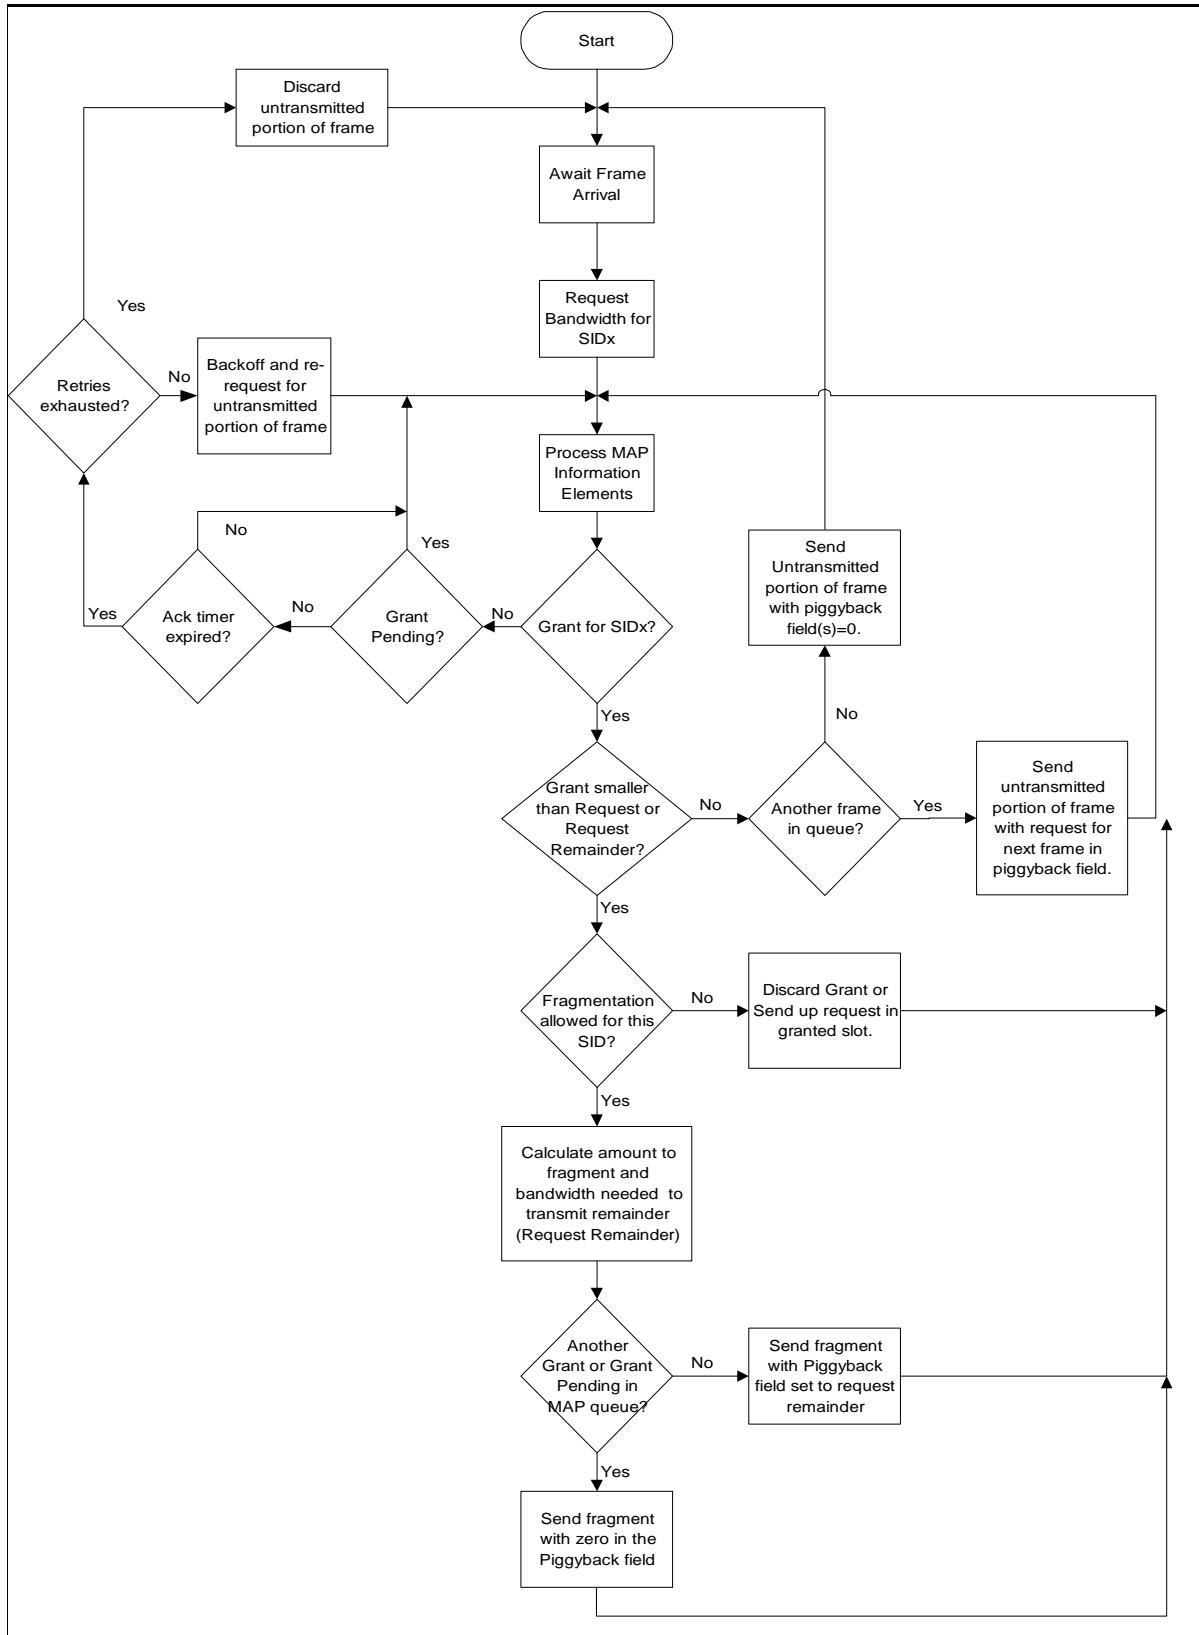 Start
Discard
untransmitted
portion of frame
Await Frame
Arrival
Request
Bandwidth for
SIDx
Yes
Retries
exhausted?
No
Backoff and re-
request for
untransmitted
portion of frame
Process MAP
Information
Elements
No
Yes
Send
Untransmitted
portion of frame
with piggyback
field(s)=0.
Yes
Ack timer
expired?
No
Grant
Pending?
No
Grant for SIDx?
Yes
No
Grant smaller
than Request or
Request
Remainder?
No
Another frame
in queue?
Yes
Send
untransmitted
portion of frame
with request for
next frame in
piggyback field.
Yes
Fragmentation
allowed for this
SID?
No
Discard Grant or
Send up request in
granted slot.
Yes
Calculate amount to
fragment and
bandwidth needed to
transmit remainder
(Request Remainder)
Another
Grant or Grant
Pending in
MAP queue?
No
Send fragment
with Piggyback
field set to request
remainder
Yes
Send fragment
with zero in the
Piggyback field